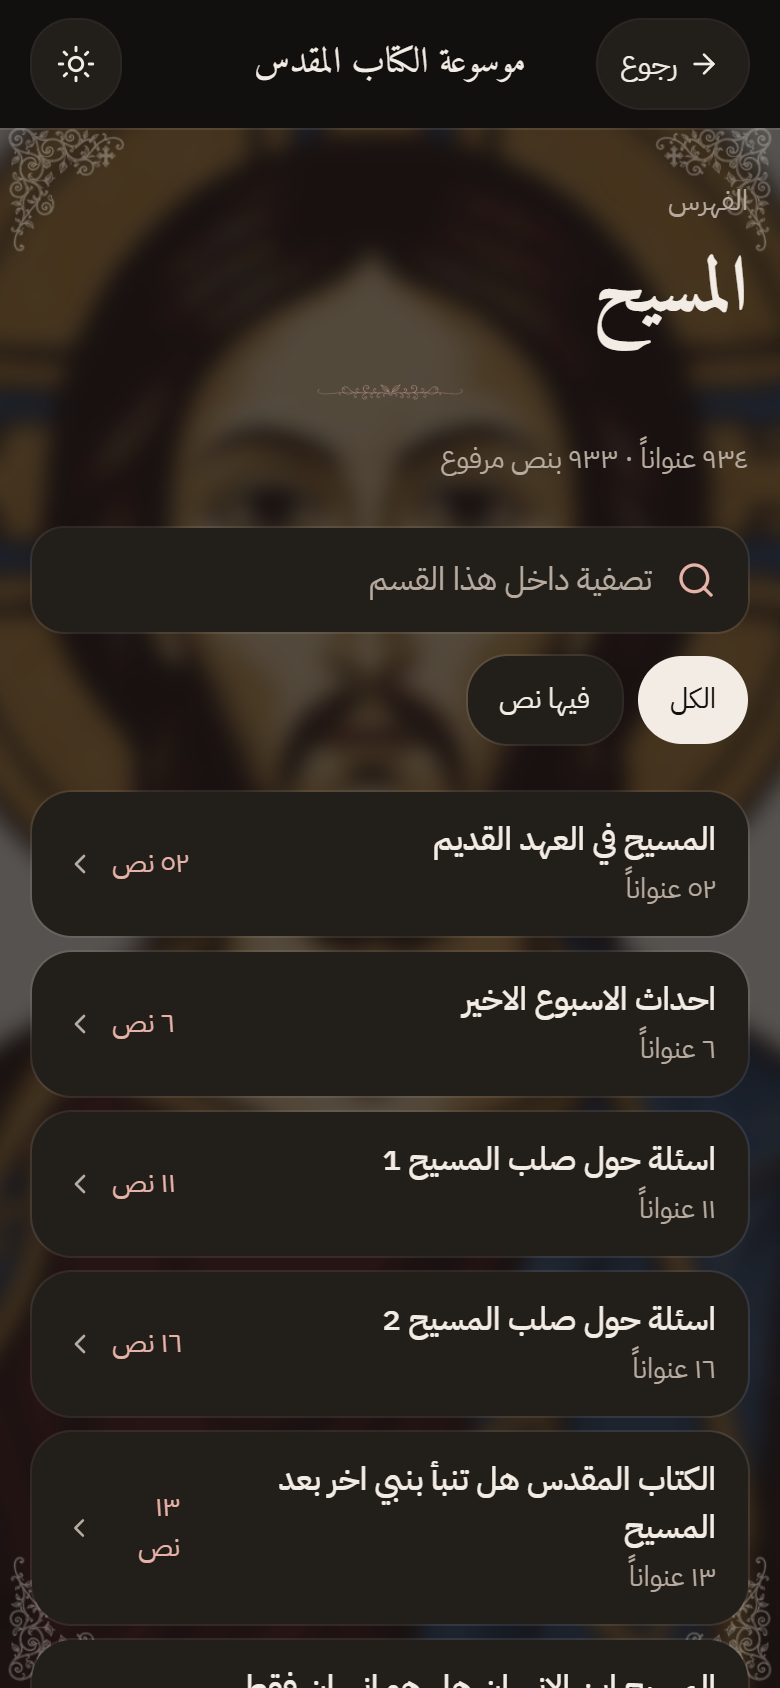 رجوع
موسوعة الكتاب المقدس
الفهرس
المسيح
٩٣٤ عنواناً · ٩٣٣ بنص مرفوع
تصفية داخل هذا القسم
الكل
فيها نص
المسيح في العهد القديم
٥٢ عنواناً
٥٢ نص
احداث الاسبوع الاخير
٦ عنواناً
٦ نص
اسئلة حول صلب المسيح 1
١١ عنواناً
١١ نص
اسئلة حول صلب المسيح 2
١٦ عنواناً
١٦ نص
الكتاب المقدس هل تنبأ بنبي اخر بعد
المسيح
١٣ عنواناً
١٣
نص